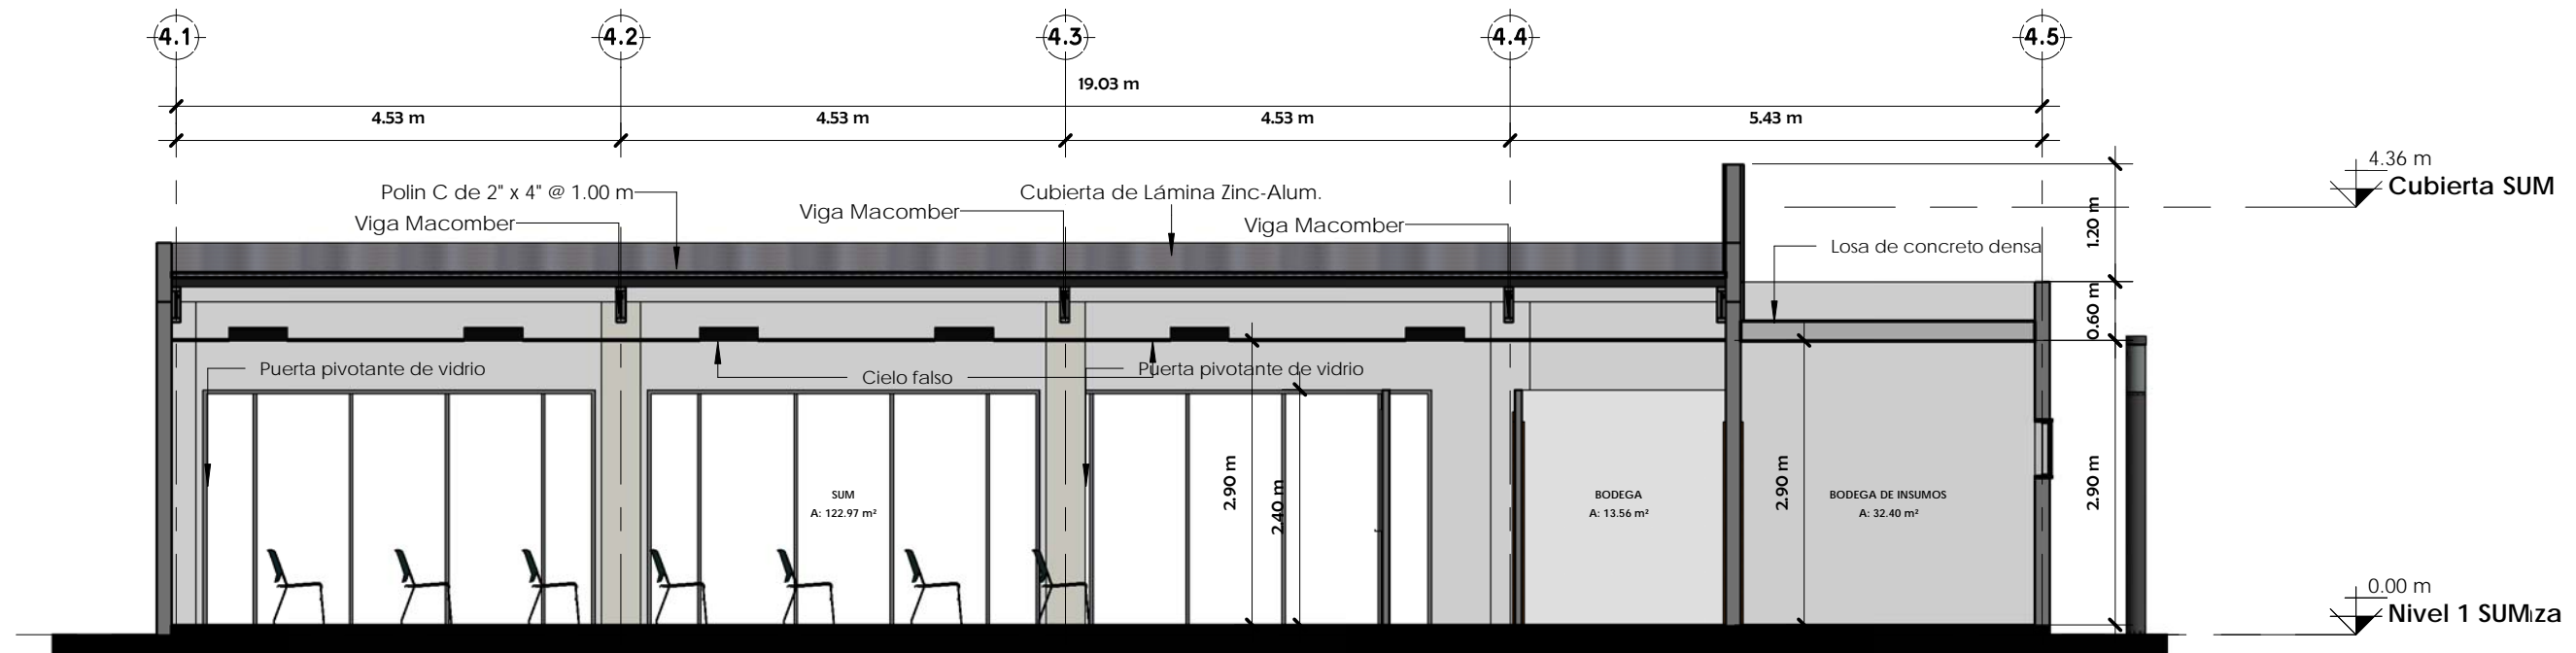 4.1
4.2
4.3
4.4
4.5
19.03 m
4.53 m
4.53 m
4.53 m
5.43 m
4.36 m
Cubierta SUM
Polin C de 2" x 4" @ 1.00 m
Cubierta de Lámina Zinc-Alum.
Viga Macomber
Viga Macomber
Viga Macomber
1.20 m
Losa de concreto densa
0.60 m
Puerta pivotante de vidrio
Cielo falso
Puerta pivotante de vidrio
2.90 m
2.40 m
2.90 m
2.90 m
SUM
A: 122.97 m²
BODEGA
A: 13.56 m²
BODEGA DE INSUMOS
A: 32.40 m²
0.00 m
Nivel 1 SUM